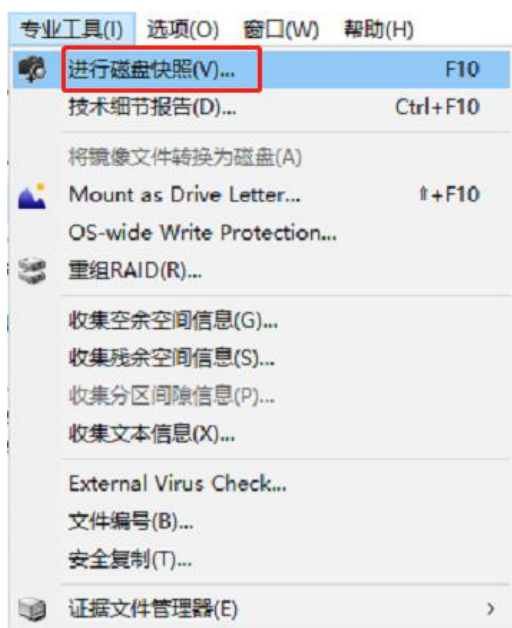 专业工具(I) 选项(O) 窗口(W) 帮助(H)
进行磁盘快照(V)... F10
技术细节报告(D)... Ctrl+F10
将镜像文件转换为磁盘(A)
Mount as Drive Letter... ⇧+F10
OS-wide Write Protection...
重组RAID(R)...
收集空余空间信息(G)...
收集残余空间信息(S)...
收集分区间隙信息(P)...
收集文本信息(X)...
External Virus Check...
文件编号(B)...
安全复制(T)...
证据文件管理器(E) >